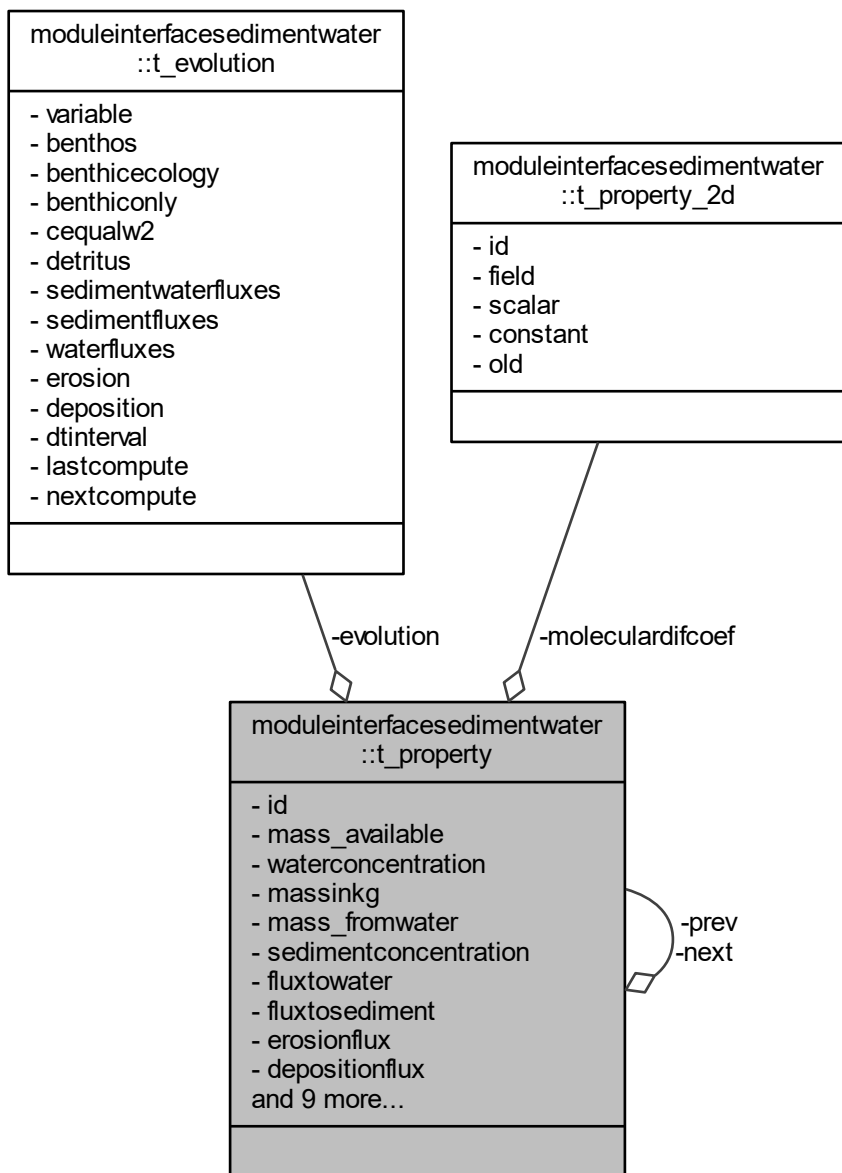 moduleinterfacesedimentwater
::t_evolution
- variable
- benthos
- benthicecology
- benthiconly
- cequalw2
- detritus
- sedimentwaterfluxes
- sedimentfluxes
- waterfluxes
- erosion
- deposition
- dtinterval
- lastcompute
- nextcompute
moduleinterfacesedimentwater
::t_property_2d
- id
- field
- scalar
- constant
- old
-evolution
-moleculardifcoef
moduleinterfacesedimentwater
::t_property
- id
- mass_available
- waterconcentration
- massinkg
- mass_fromwater
- sedimentconcentration
- fluxtowater
- fluxtosediment
- erosionflux
- depositionflux
and 9 more...
-prev
-next